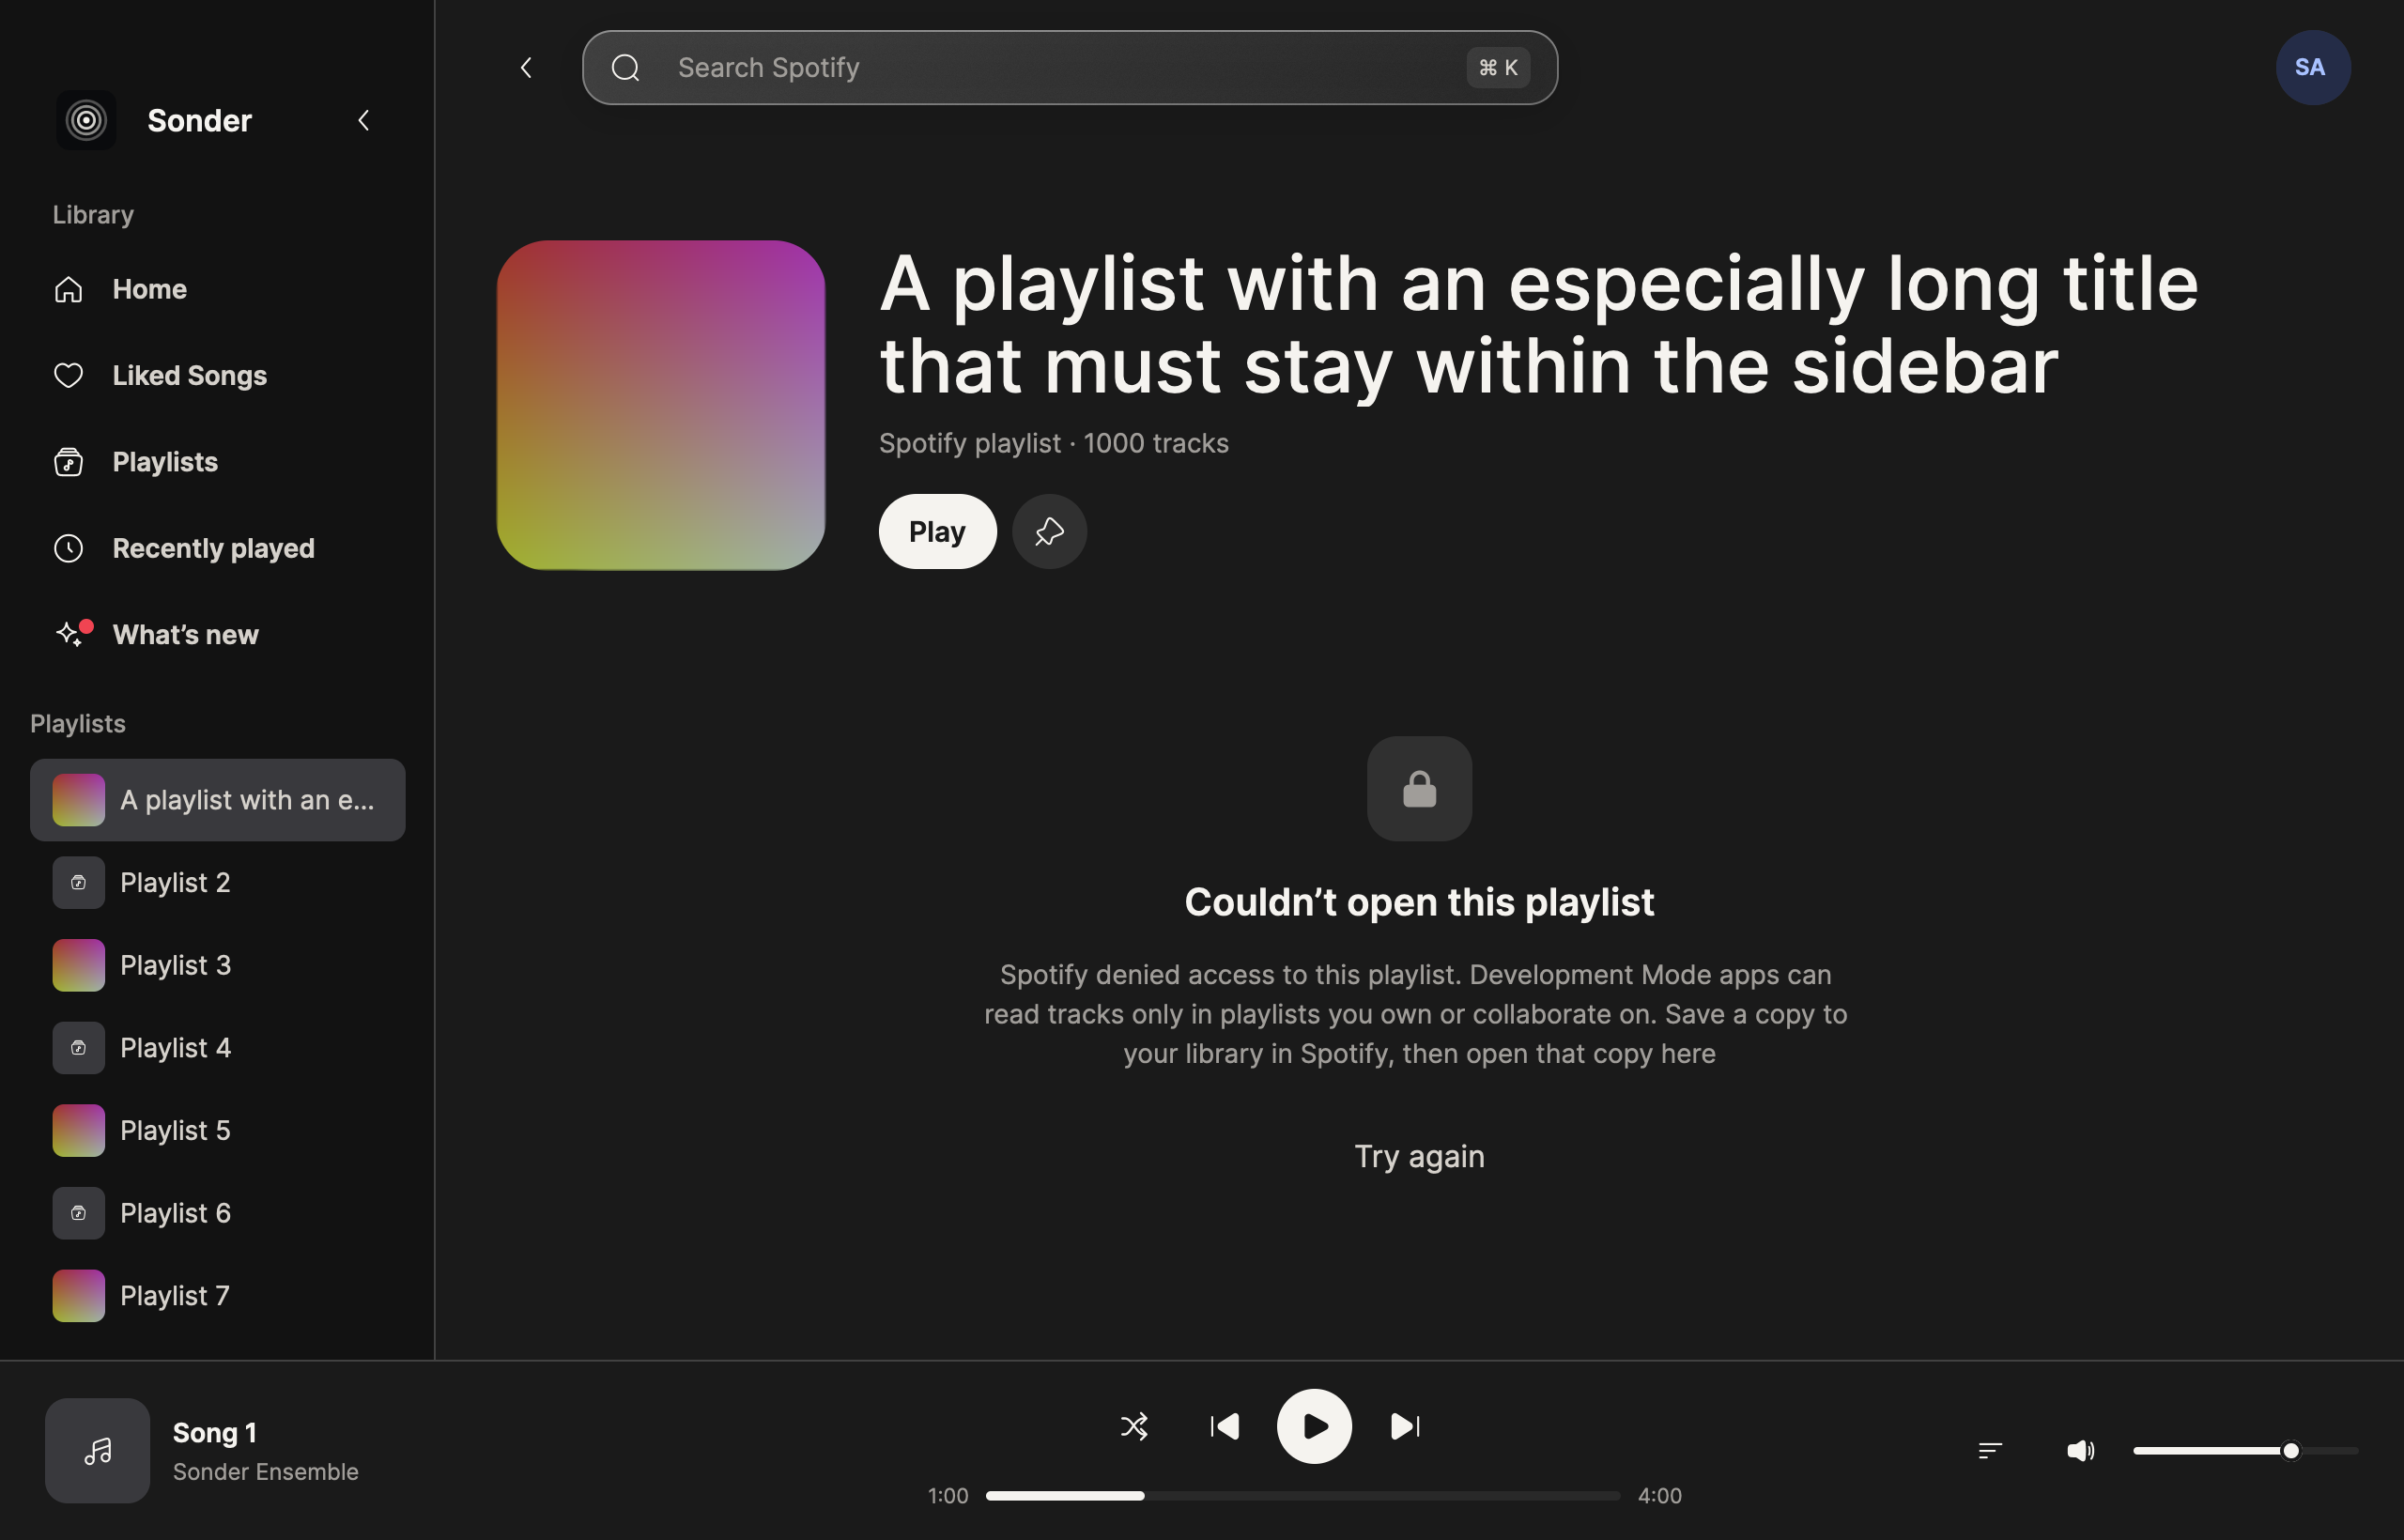 Sonder
Library
Home
Liked Songs
Playlists
Recently played
What’s new
Playlists
A playlist with an e...
Playlist 2
Playlist 3
Playlist 4
Playlist 5
Playlist 6
Playlist 7
Search Spotify
⌘ K
SA
A playlist with an especially long title
that must stay within the sidebar
Spotify playlist · 1000 tracks
Play
Couldn’t open this playlist
Spotify denied access to this playlist. Development Mode apps can
read tracks only in playlists you own or collaborate on. Save a copy to
your library in Spotify, then open that copy here
Try again
Song 1
Sonder Ensemble
1:00
4:00